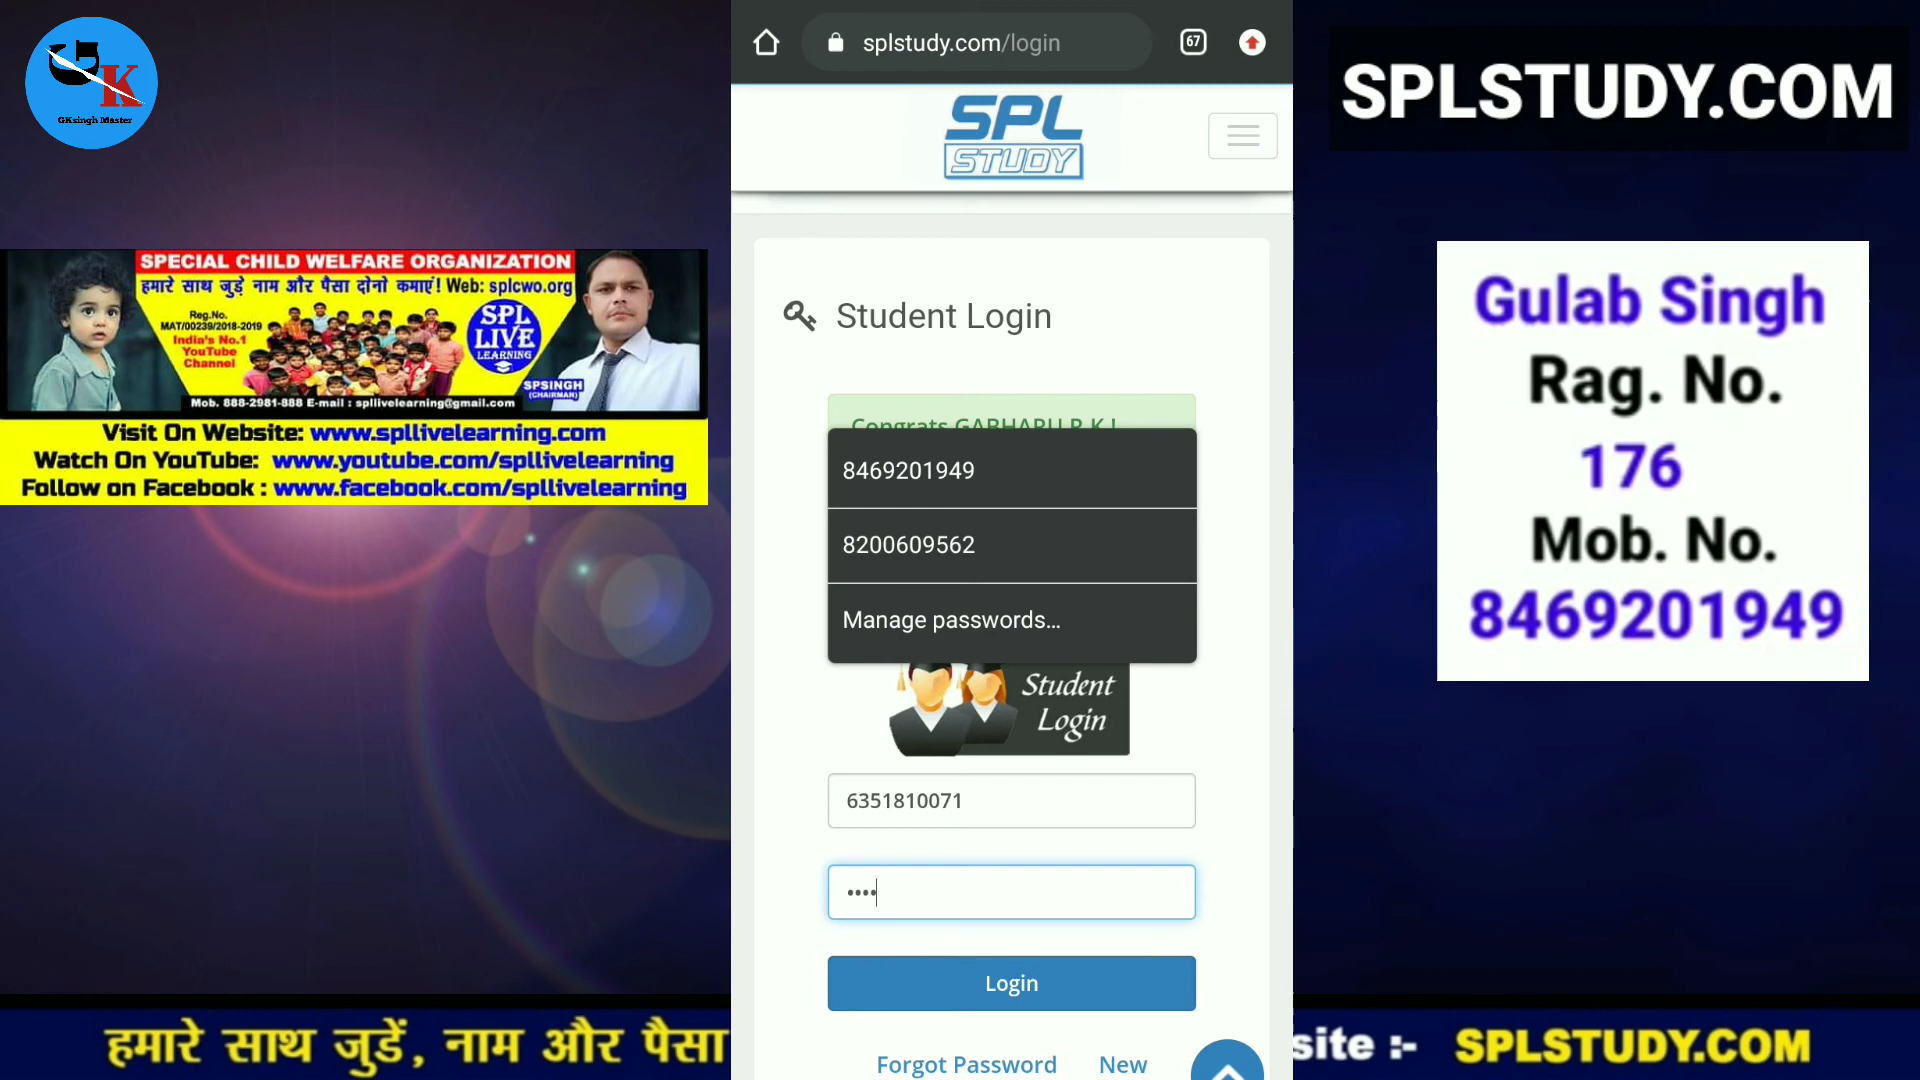 GK
GKsingh Master
SPECIAL CHILD WELFARE ORGANIZATION
हमारे साथ जुड़े नाम और पैसा दोनो कमाएं! Web: splcwo.org
Reg.No.
MAT/00239/2018-2019
India's No.1
YouTube
Channel
SPL
LIVE
LEARNING
SPSINGH
(CHAIRMAN)
Mob. 888-2981-888 E-mail : spllivelearning@gmail.com
Visit On Website: www.spllivelearning.com
Watch On YouTube: www.youtube.com/spllivelearning
Follow on Facebook : www.facebook.com/spllivelearning
splstudy.com/login
67
SPL
STUDY
Student Login
Congrats GABHARU R K !
8469201949
8200609562
Manage passwords...
Student
Login
6351810071
••••
Login
Forgot Password New
SPLSTUDY.COM
Gulab Singh
Rag. No.
176
Mob. No.
8469201949
हमारे साथ जुडें, नाम और पैसा
site :- SPLSTUDY.COM